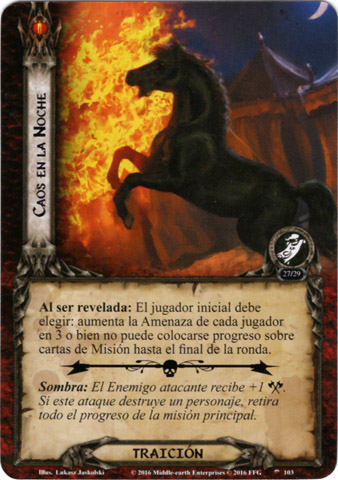 CAOS EN LA NOCHE
27/29
Al ser revelada: El jugador inicial debe
elegir: aumenta la Amenaza de cada jugador
en 3 o bien no puede colocarse progreso sobre
cartas de Misión hasta el final de la ronda.
Sombra: El Enemigo atacante recibe +1
Si este ataque destruye un personaje, retira
todo el progreso de la misión principal.
TRAICIÓN
Illus. Lukasz Jaskolski © 2016 Middle-earth Enterprises © 2016 FFG 103